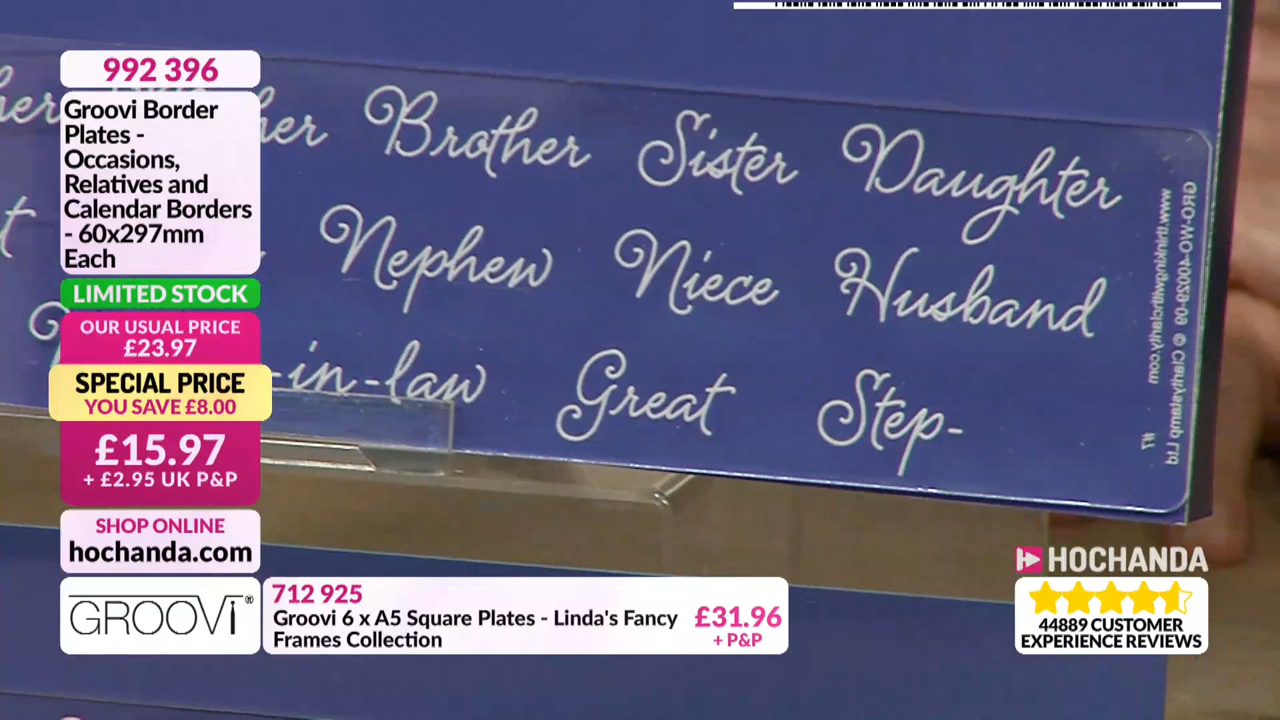 992 396
Groovi Border
Plates -
Occasions,
Relatives and
Calendar Borders
- 60x297mm
Each
LIMITED STOCK
OUR USUAL PRICE
£23.97
SPECIAL PRICE
YOU SAVE £8.00
£15.97
+ £2.95 UK P&P
SHOP ONLINE
hochanda.com
GROOVI®
712 925
Groovi 6 x A5 Square Plates - Linda's Fancy
Frames Collection
£31.96
+ P&P
HOCHANDA
44889 CUSTOMER
EXPERIENCE REVIEWS
Brother Sister Daughter
Nephew Niece Husband
-in-law Great Step-